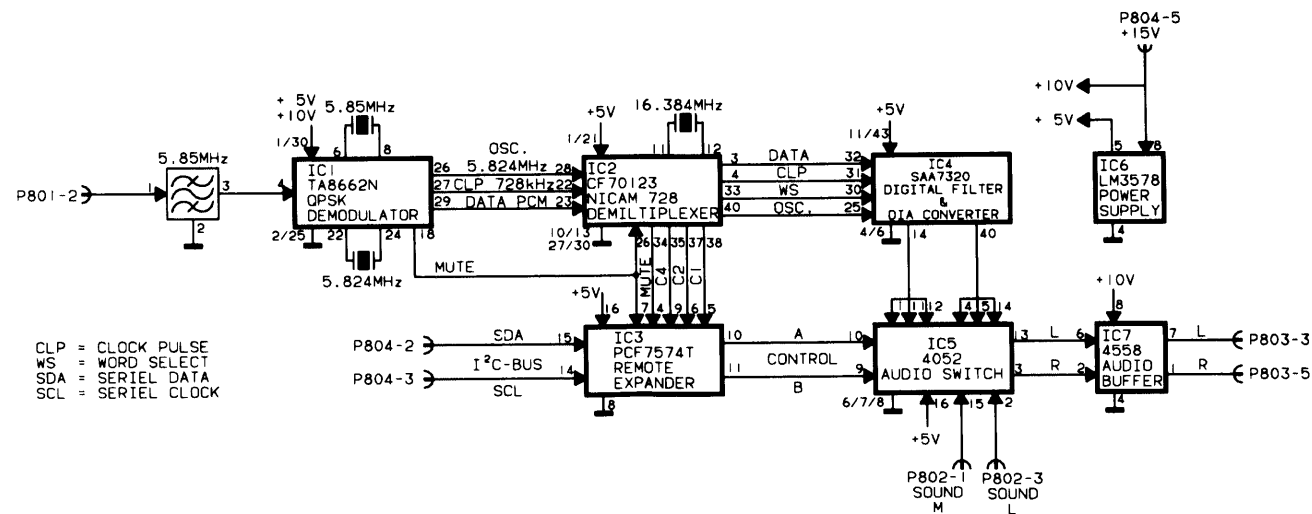 P804-5
+15V
+10V
+ 5V
5 8
IC6
LM3578
POWER
SUPPLY
4
+ 5V
+10V
1/30
5.85MHz
6 8
5.85MHz
P801-2
1 3
2
4
IC1
TA8662N
QPSK
DEMODULATOR
2/25
22 24 18
5.824MHz
OSC.
26 5.824MHz 28
27 CLP 728kHz 22
29 DATA PCM 23
MUTE
+5V
1/21
16.384MHz
11 12
IC2
CF70123
NICAM 728
DEMILTIPLEXER
10/13
27/30
26 34 35 37 38
MUTE
C4
C2
C1
7 4 9 6 5
3 DATA 32
4 CLP 31
33 WS 30
40 OSC. 25
+5V
11/43
IC4
SAA7320
DIGITAL FILTER
&
DIA CONVERTER
4/6
14 40
+5V
16
P804-2
SDA
15
I²C-BUS
P804-3
SCL
14
IC3
PCF7574T
REMOTE
EXPANDER
8
10 A 10
CONTROL
11 B 9
1 11 12
4 5 14
IC5
4052
AUDIO SWITCH
6/7/8
16 15 2
+5V
P802-1
SOUND
M
P802-3
SOUND
L
13 L 6
3 R 2
+10V
8
IC7
4558
AUDIO
BUFFER
4
7 L
P803-3
1 R
P803-5
CLP = CLOCK PULSE
WS = WORD SELECT
SDA = SERIEL DATA
SCL = SERIEL CLOCK